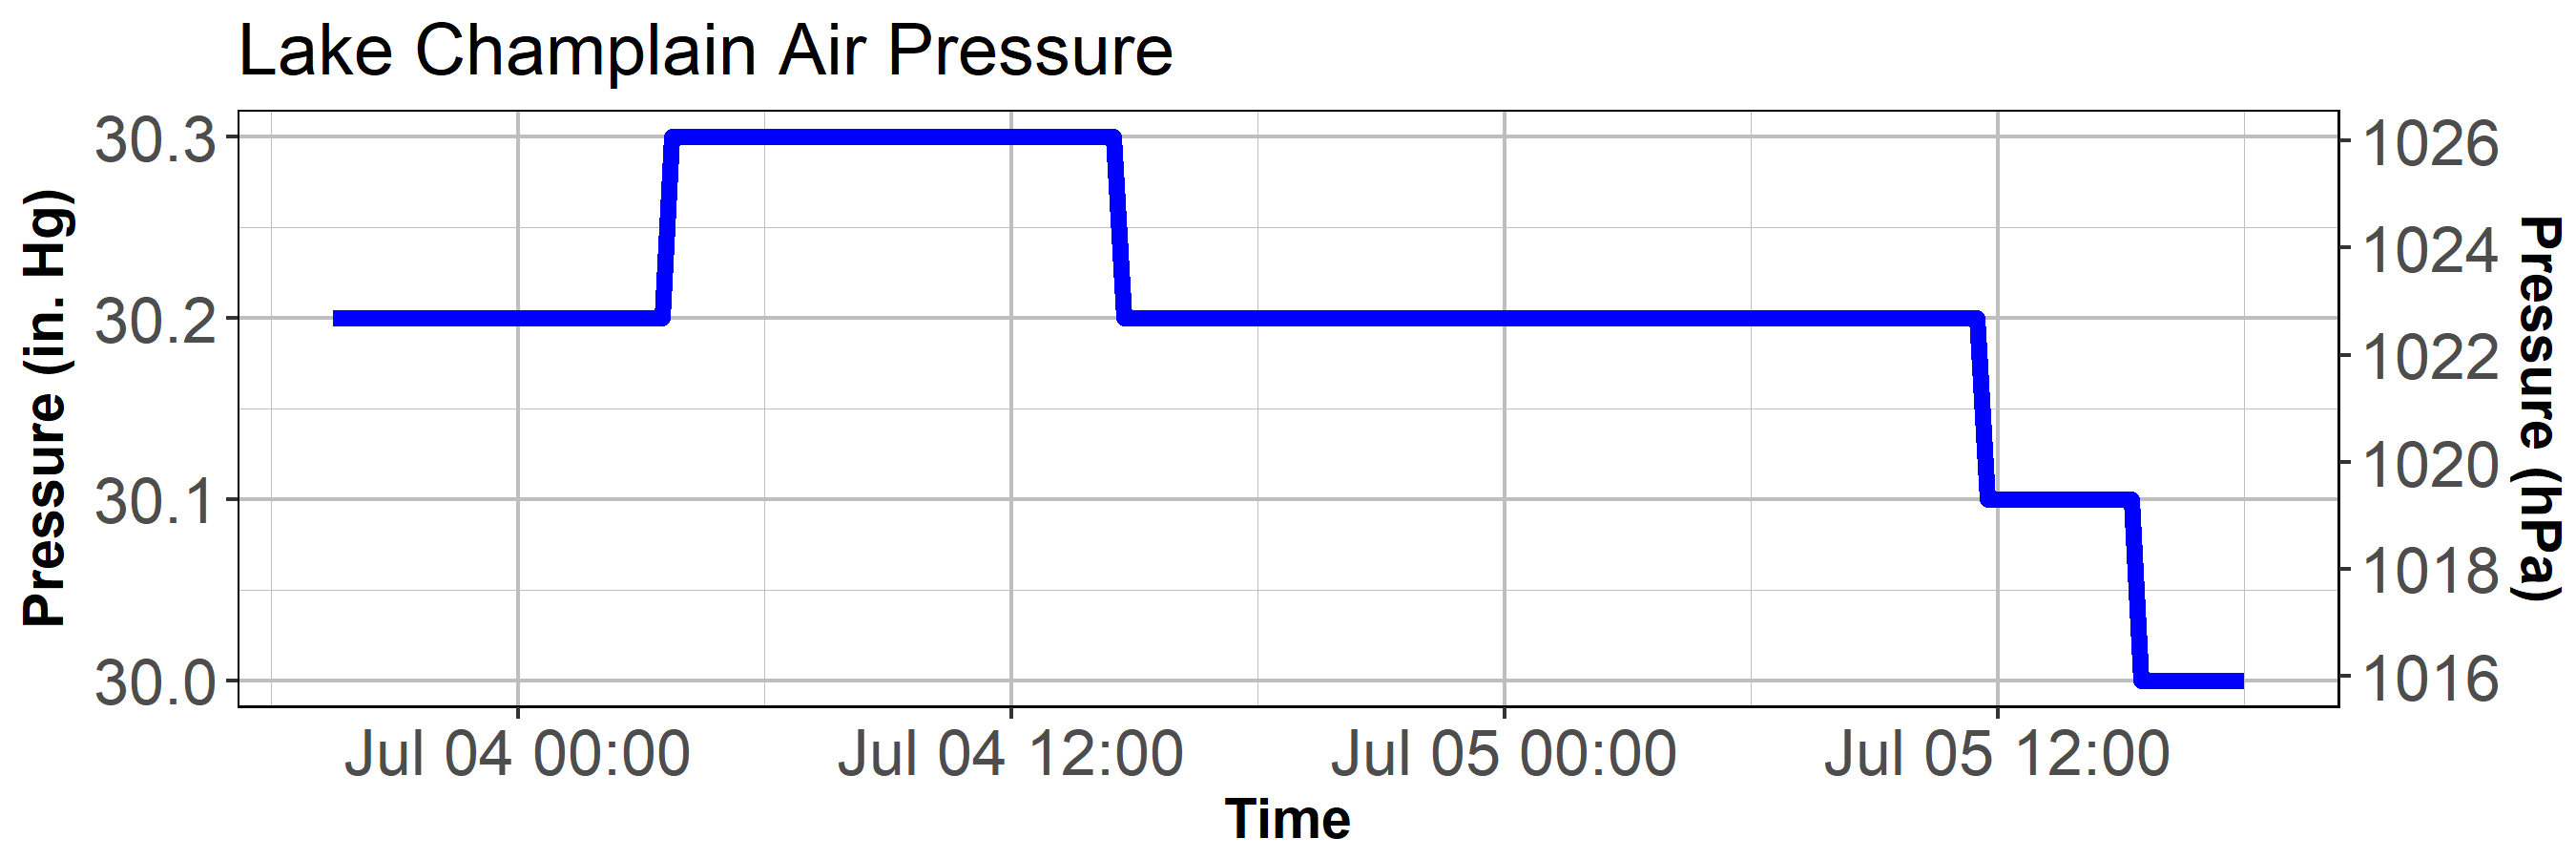 Lake Champlain Air Pressure
Pressure (in. Hg)
30.3
30.2
30.1
30.0
1026
1024
1022
1020
1018
1016
Pressure (hPa)
Jul 04 00:00
Jul 04 12:00
Jul 05 00:00
Jul 05 12:00
Time